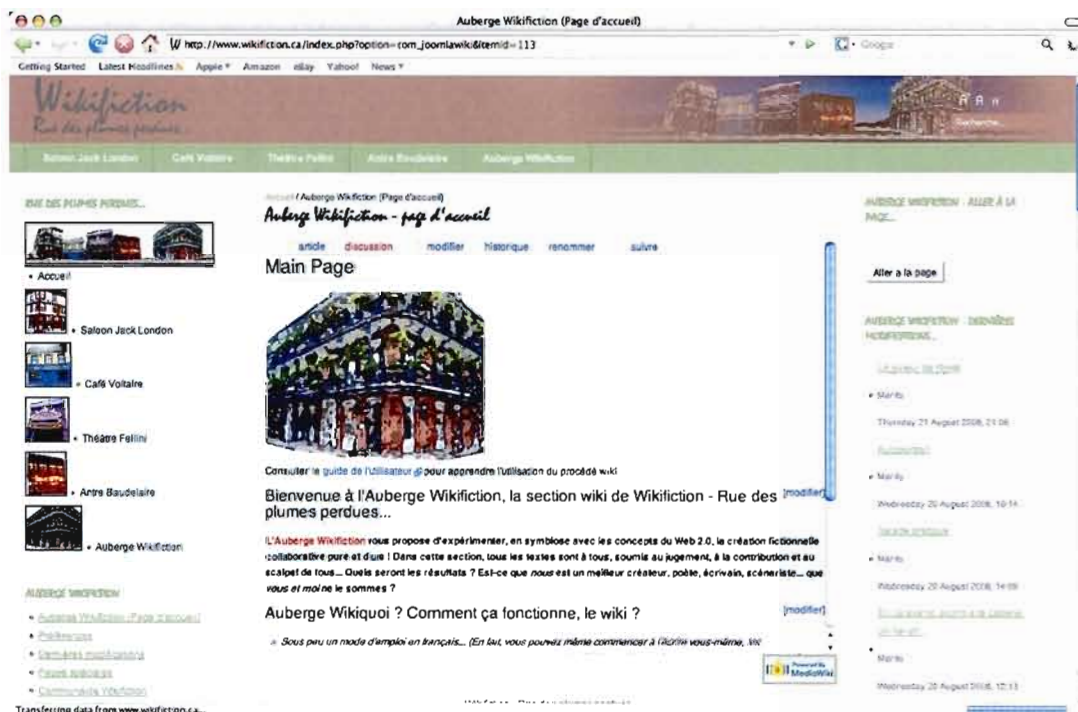 Auberge Wikifiction (Page d'accueil)
http://www.wikifiction.ca/index.php?option=com_joomlawiki&Itemid=113
Google
Getting Started Latest Headlines Apple Amazon eBay Yahoo! News
Wikifiction
Rue des plumes perdues
A A A
Recherche...
Saloon Jack London Café Voltaire Théâtre Fellini Antre Baudelaire Auberge Wikifiction
RUE DES PLUMES PERDUES...
• Accueil
• Saloon Jack London
• Café Voltaire
• Théâtre Fellini
• Antre Baudelaire
• Auberge Wikifiction
AUBERGE WIKIFICTION
• Auberge Wikifiction (Page d'accueil)
• Préférences
• Dernières modifications
• Pages spéciales
• Communauté Wikifiction
Transferring data from www.wikifiction.ca...
Accueil / Auberge Wikifiction (Page d'accueil)
Auberge Wikifiction - page d'accueil
article discussion modifier historique renommer suivre
Main Page
Consulter le guide de l'utilisateur pour apprendre l'utilisation du procédé wiki
Bienvenue à l'Auberge Wikifiction, la section wiki de Wikifiction - Rue des [modifier]
plumes perdues...
L'Auberge Wikifiction vous propose d'expérimenter, en symbiose avec les concepts du Web 2.0, la création fictionnelle
collaborative pure et dure ! Dans cette section, tous les textes sont à tous, soumis au jugement, à la contribution et au
scalpel de tous... Quels seront les résultats ? Est-ce que nous est un meilleur créateur, poète, écrivain, scénariste... que
vous et moi ne le sommes ?
Auberge Wikiquoi ? Comment ça fonctionne, le wiki ? [modifier]
Sous peu un mode d'emploi en français... (En fait, vous pouvez même commencer à l'écrire vous-même, les
Powered By
MediaWiki
AUBERGE WIKIFICTION - ALLER À LA
PAGE...
Aller a la page
AUBERGE WIKIFICTION - DERNIÈRES
MODIFICATIONS...
Thursday 21 August 2008, 21:06
Wednesday 20 August 2008,
Wednesday 20 August 2008, 14:09
Wednesday 20 August 2008, 12:13